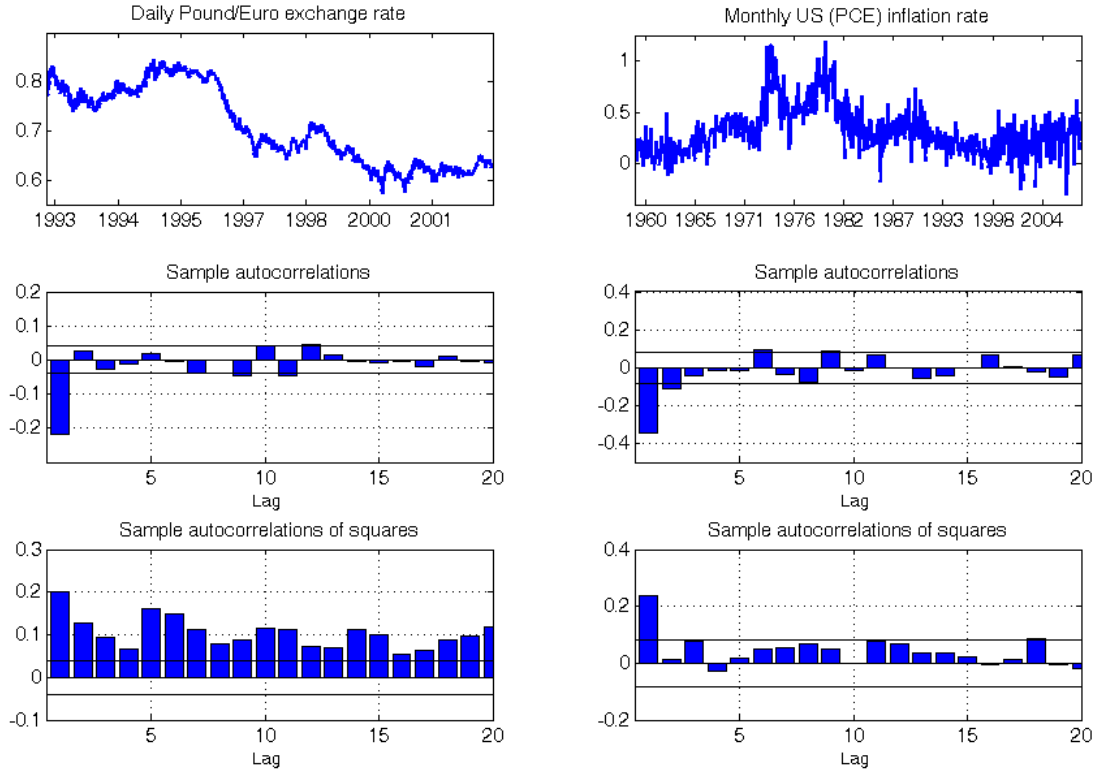 Daily Pound/Euro exchange rate
0.8
0.7
0.6
1993 1994 1995 1997 1998 2000 2001
Monthly US (PCE) inflation rate
1
0.5
0
1960 1965 1971 1976 1982 1987 1993 1998 2004
Sample autocorrelations
0.2
0.1
0
-0.1
-0.2
5 10 15 20
Lag
Sample autocorrelations
0.4
0.2
0
-0.2
-0.4
5 10 15 20
Lag
Sample autocorrelations of squares
0.3
0.2
0.1
0
-0.1
5 10 15 20
Lag
Sample autocorrelations of squares
0.4
0.2
0
-0.2
5 10 15 20
Lag